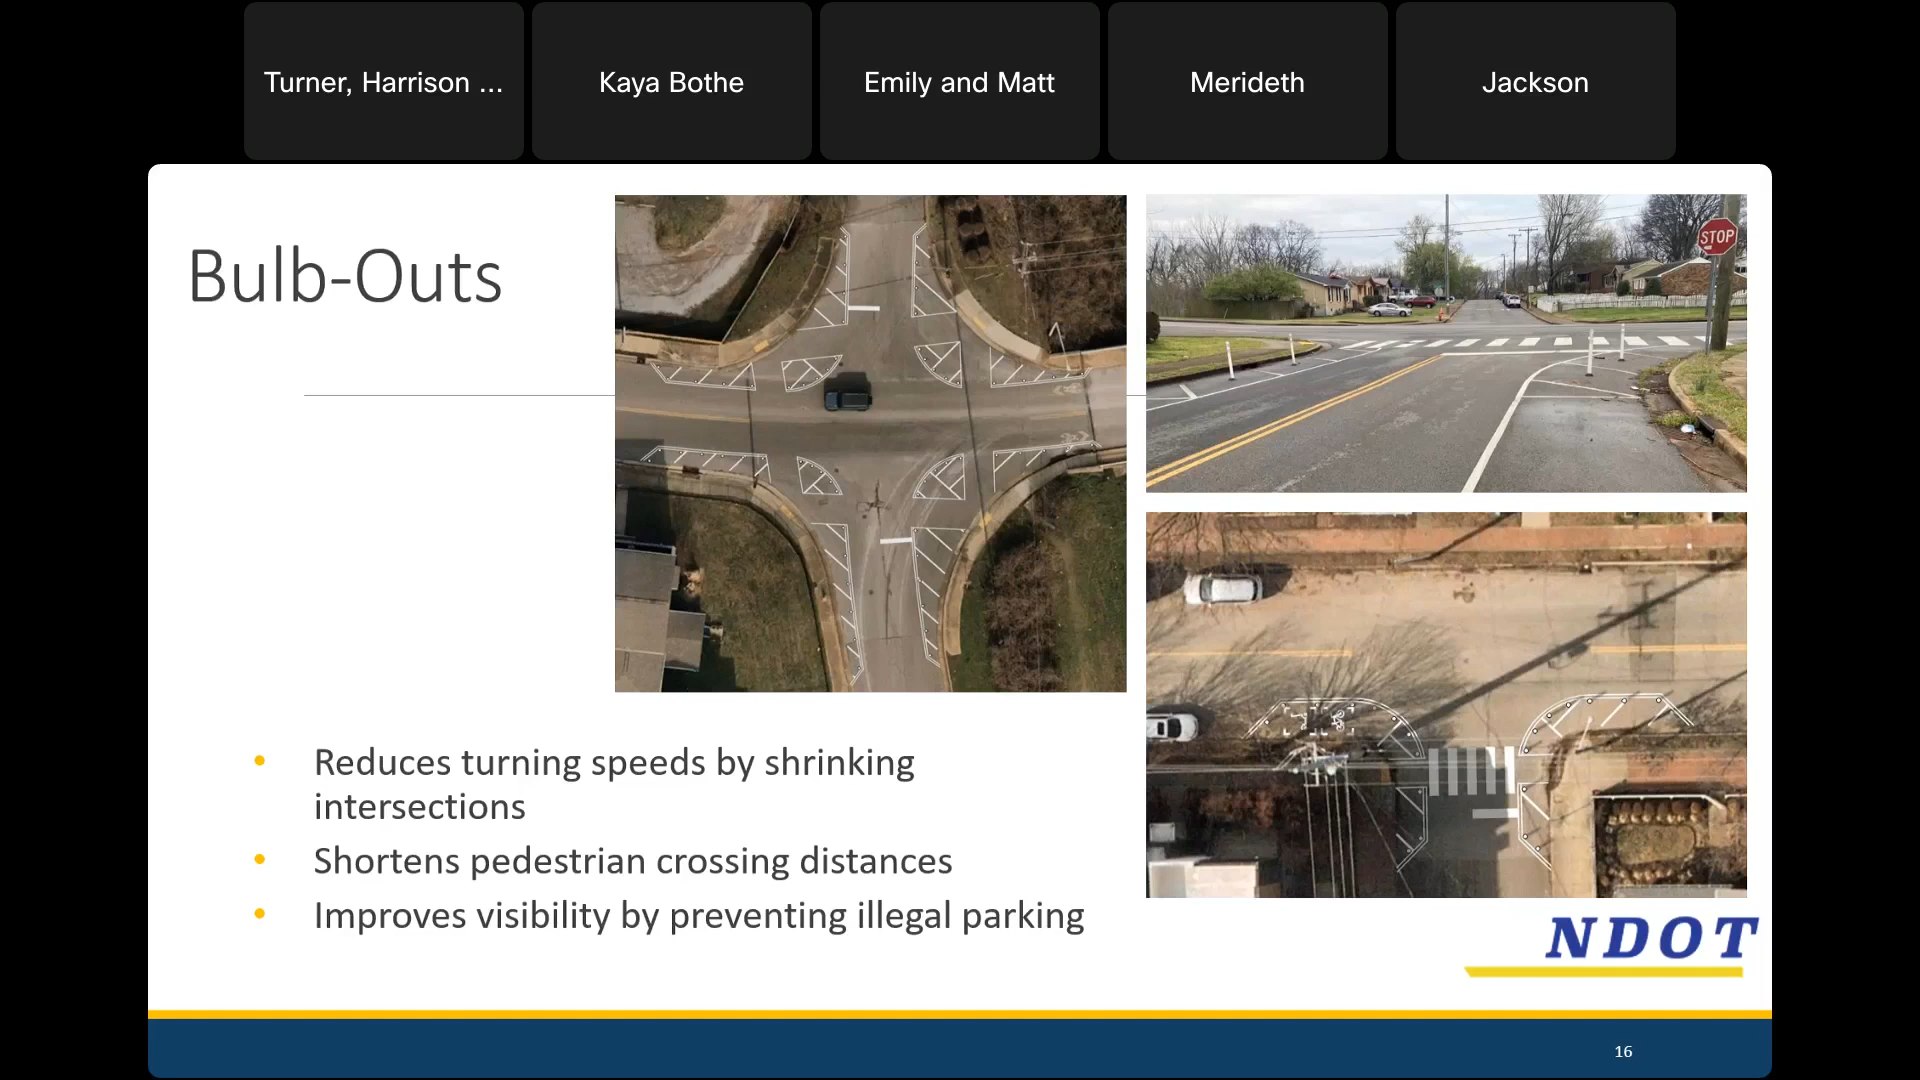 Turner, Harrison ...
Kaya Bothe
Emily and Matt
Merideth
Jackson
Bulb-Outs
STOP
• Reduces turning speeds by shrinking
intersections
• Shortens pedestrian crossing distances
• Improves visibility by preventing illegal parking
NDOT
16